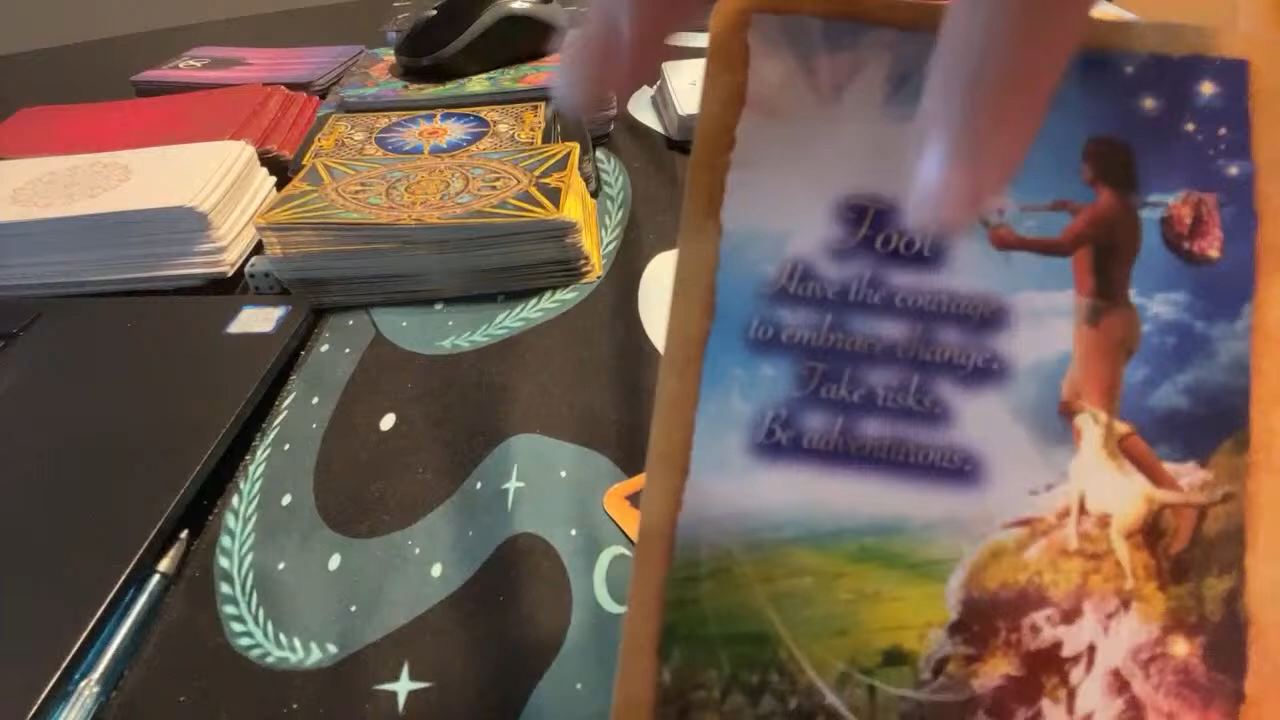 Fool
Have the courage
to embrace change.
Take risks.
Be adventurous.